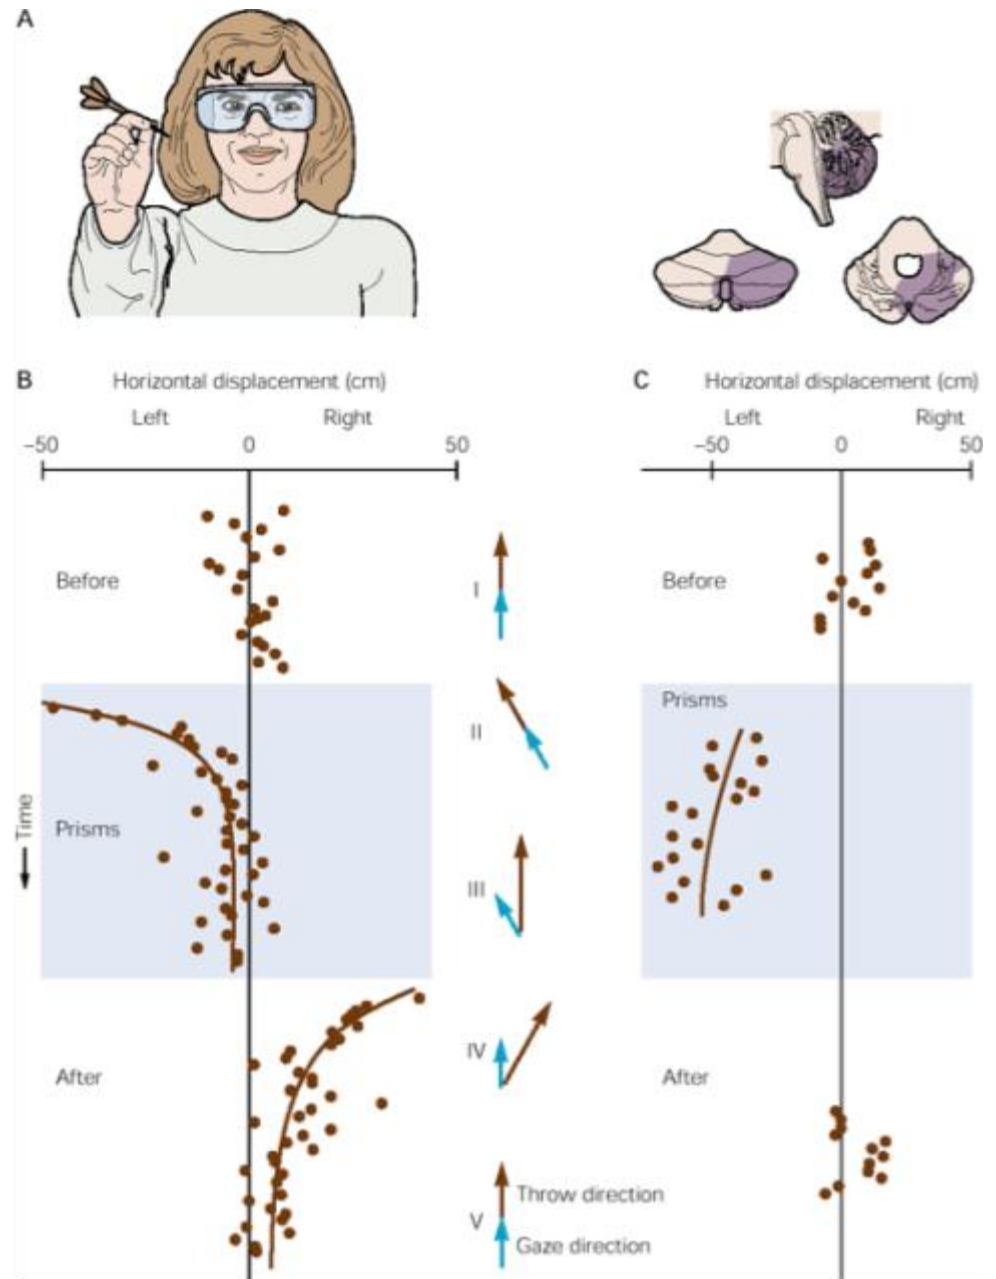 A
B
Horizontal displacement (cm)
Left
Right
–50
0
50
Before
Prisms
After
Time
I
II
III
IV
V
Throw direction
Gaze direction
C
Horizontal displacement (cm)
Left
Right
–50
0
50
Before
Prisms
After